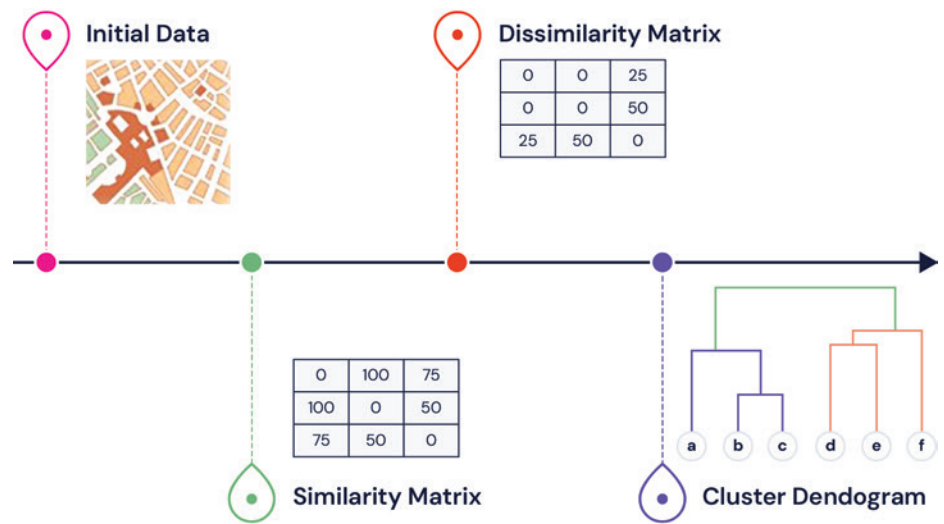 Initial Data
Dissimilarity Matrix
0 0 25
0 0 50
25 50 0
0 100 75
100 0 50
75 50 0
Similarity Matrix
a b c d e f
Cluster Dendogram